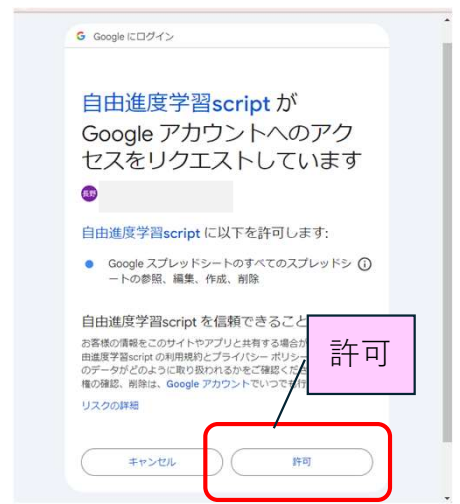 G Google にログイン
自由進度学習script が
Google アカウントへのアク
セスをリクエストしています
長野
自由進度学習script に以下を許可します:
Google スプレッドシートのすべてのスプレッドシ
ートの参照、編集、作成、削除
自由進度学習script を信頼できること
お客様の情報をこのサイトやアプリと共有する場合が
由進度学習script の利用規約とプライバシー ポリシー
のデータがどのように取り扱われるかをご確認くださ
権の確認、削除は、Google アカウントでいつでも行
リスクの詳細
許可
キャンセル
許可